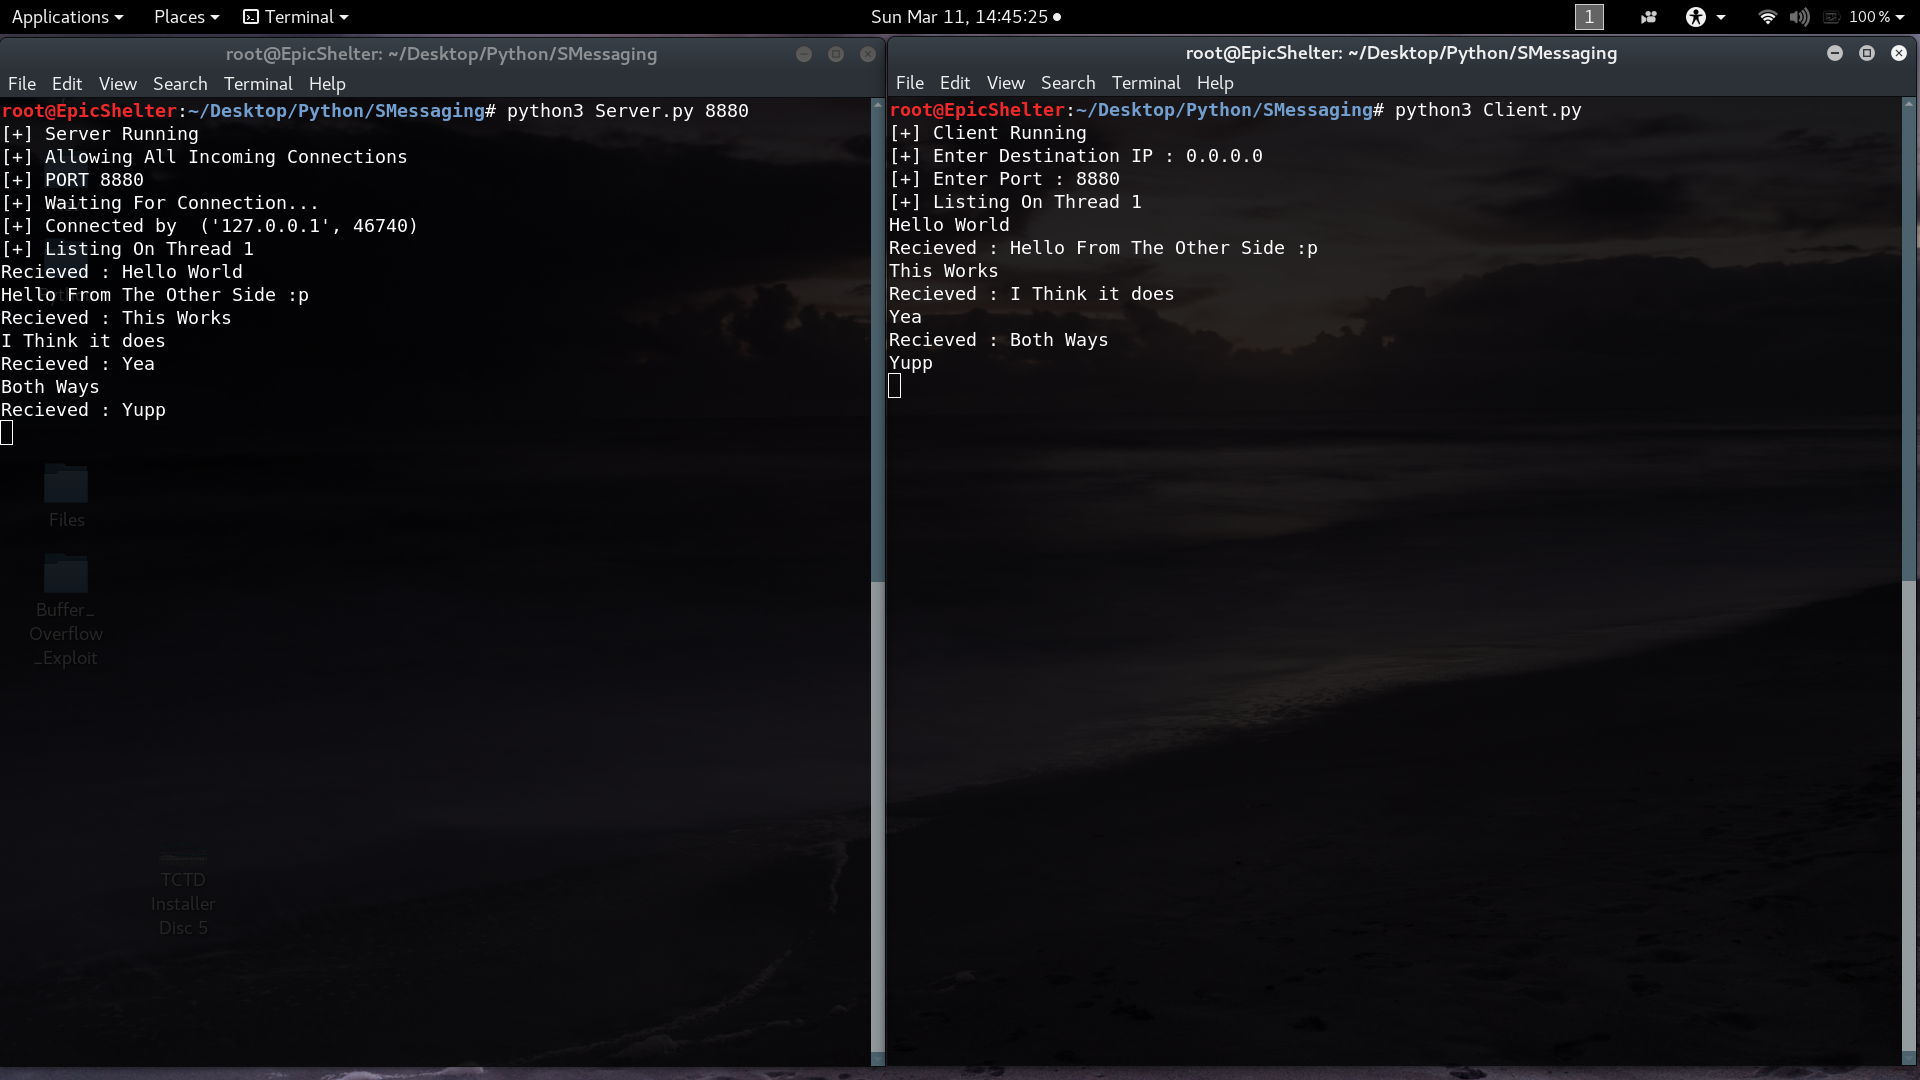 Applications Places Terminal Sun Mar 11, 14:45:25 1 100 %
root@EpicShelter: ~/Desktop/Python/SMessaging
File Edit View Search Terminal Help
root@EpicShelter:~/Desktop/Python/SMessaging# python3 Server.py 8880
[+] Server Running
[+] Allowing All Incoming Connections
[+] PORT 8880
[+] Waiting For Connection...
[+] Connected by  ('127.0.0.1', 46740)
[+] Listing On Thread 1
Recieved : Hello World
Hello From The Other Side :p
Recieved : This Works
I Think it does
Recieved : Yea
Both Ways
Recieved : Yupp
Files
Buffer_
Overflow
_Exploit
TCTD
Installer
Disc 5
root@EpicShelter: ~/Desktop/Python/SMessaging
File Edit View Search Terminal Help
root@EpicShelter:~/Desktop/Python/SMessaging# python3 Client.py
[+] Client Running
[+] Enter Destination IP : 0.0.0.0
[+] Enter Port : 8880
[+] Listing On Thread 1
Hello World
Recieved : Hello From The Other Side :p
This Works
Recieved : I Think it does
Yea
Recieved : Both Ways
Yupp